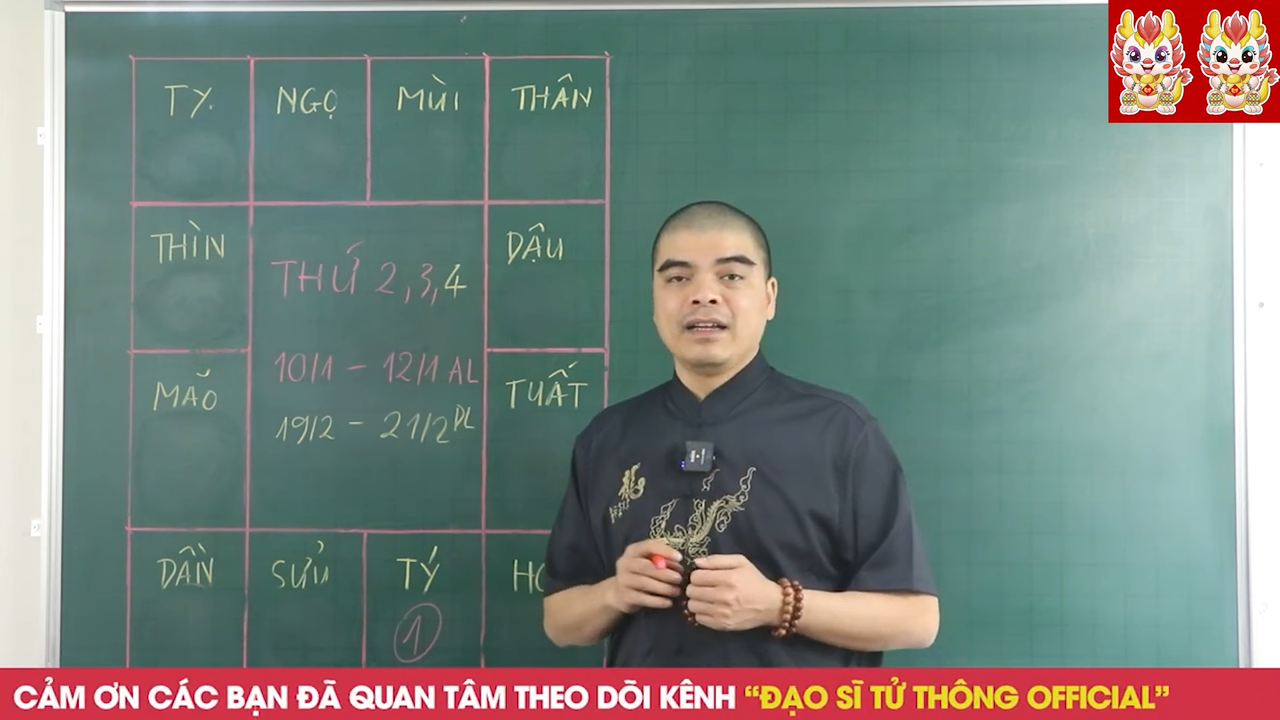 TY. NGỌ MÙI THÂN
THÌN DẬU
THỨ 2,3,4
10/1 - 12/1 AL
MÃO TUẤT
19/2 - 21/2 DL
DẦN SỬU TÝ
1
CẢM ƠN CÁC BẠN ĐÃ QUAN TÂM THEO DÕI KÊNH “ĐẠO SĨ TỬ THÔNG OFFICIAL”